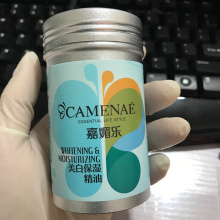 CAMENAE
ESSENTIAL LIFE STYLE
嘉媚乐
WHITENING &
MOISTURIZING
美白保湿
精油